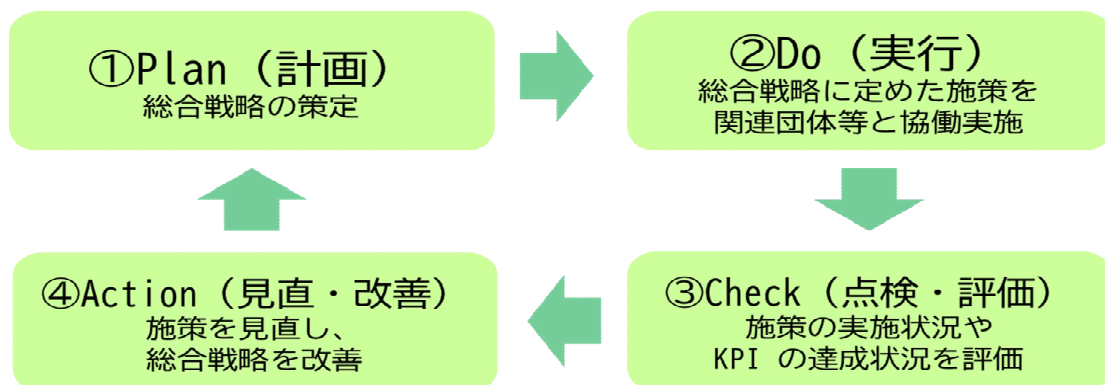 ①Plan（計画）
総合戦略の策定
②Do（実行）
総合戦略に定めた施策を
関連団体等と協働実施
③Check（点検・評価）
施策の実施状況や
KPI の達成状況を評価
④Action（見直・改善）
施策を見直し、
総合戦略を改善